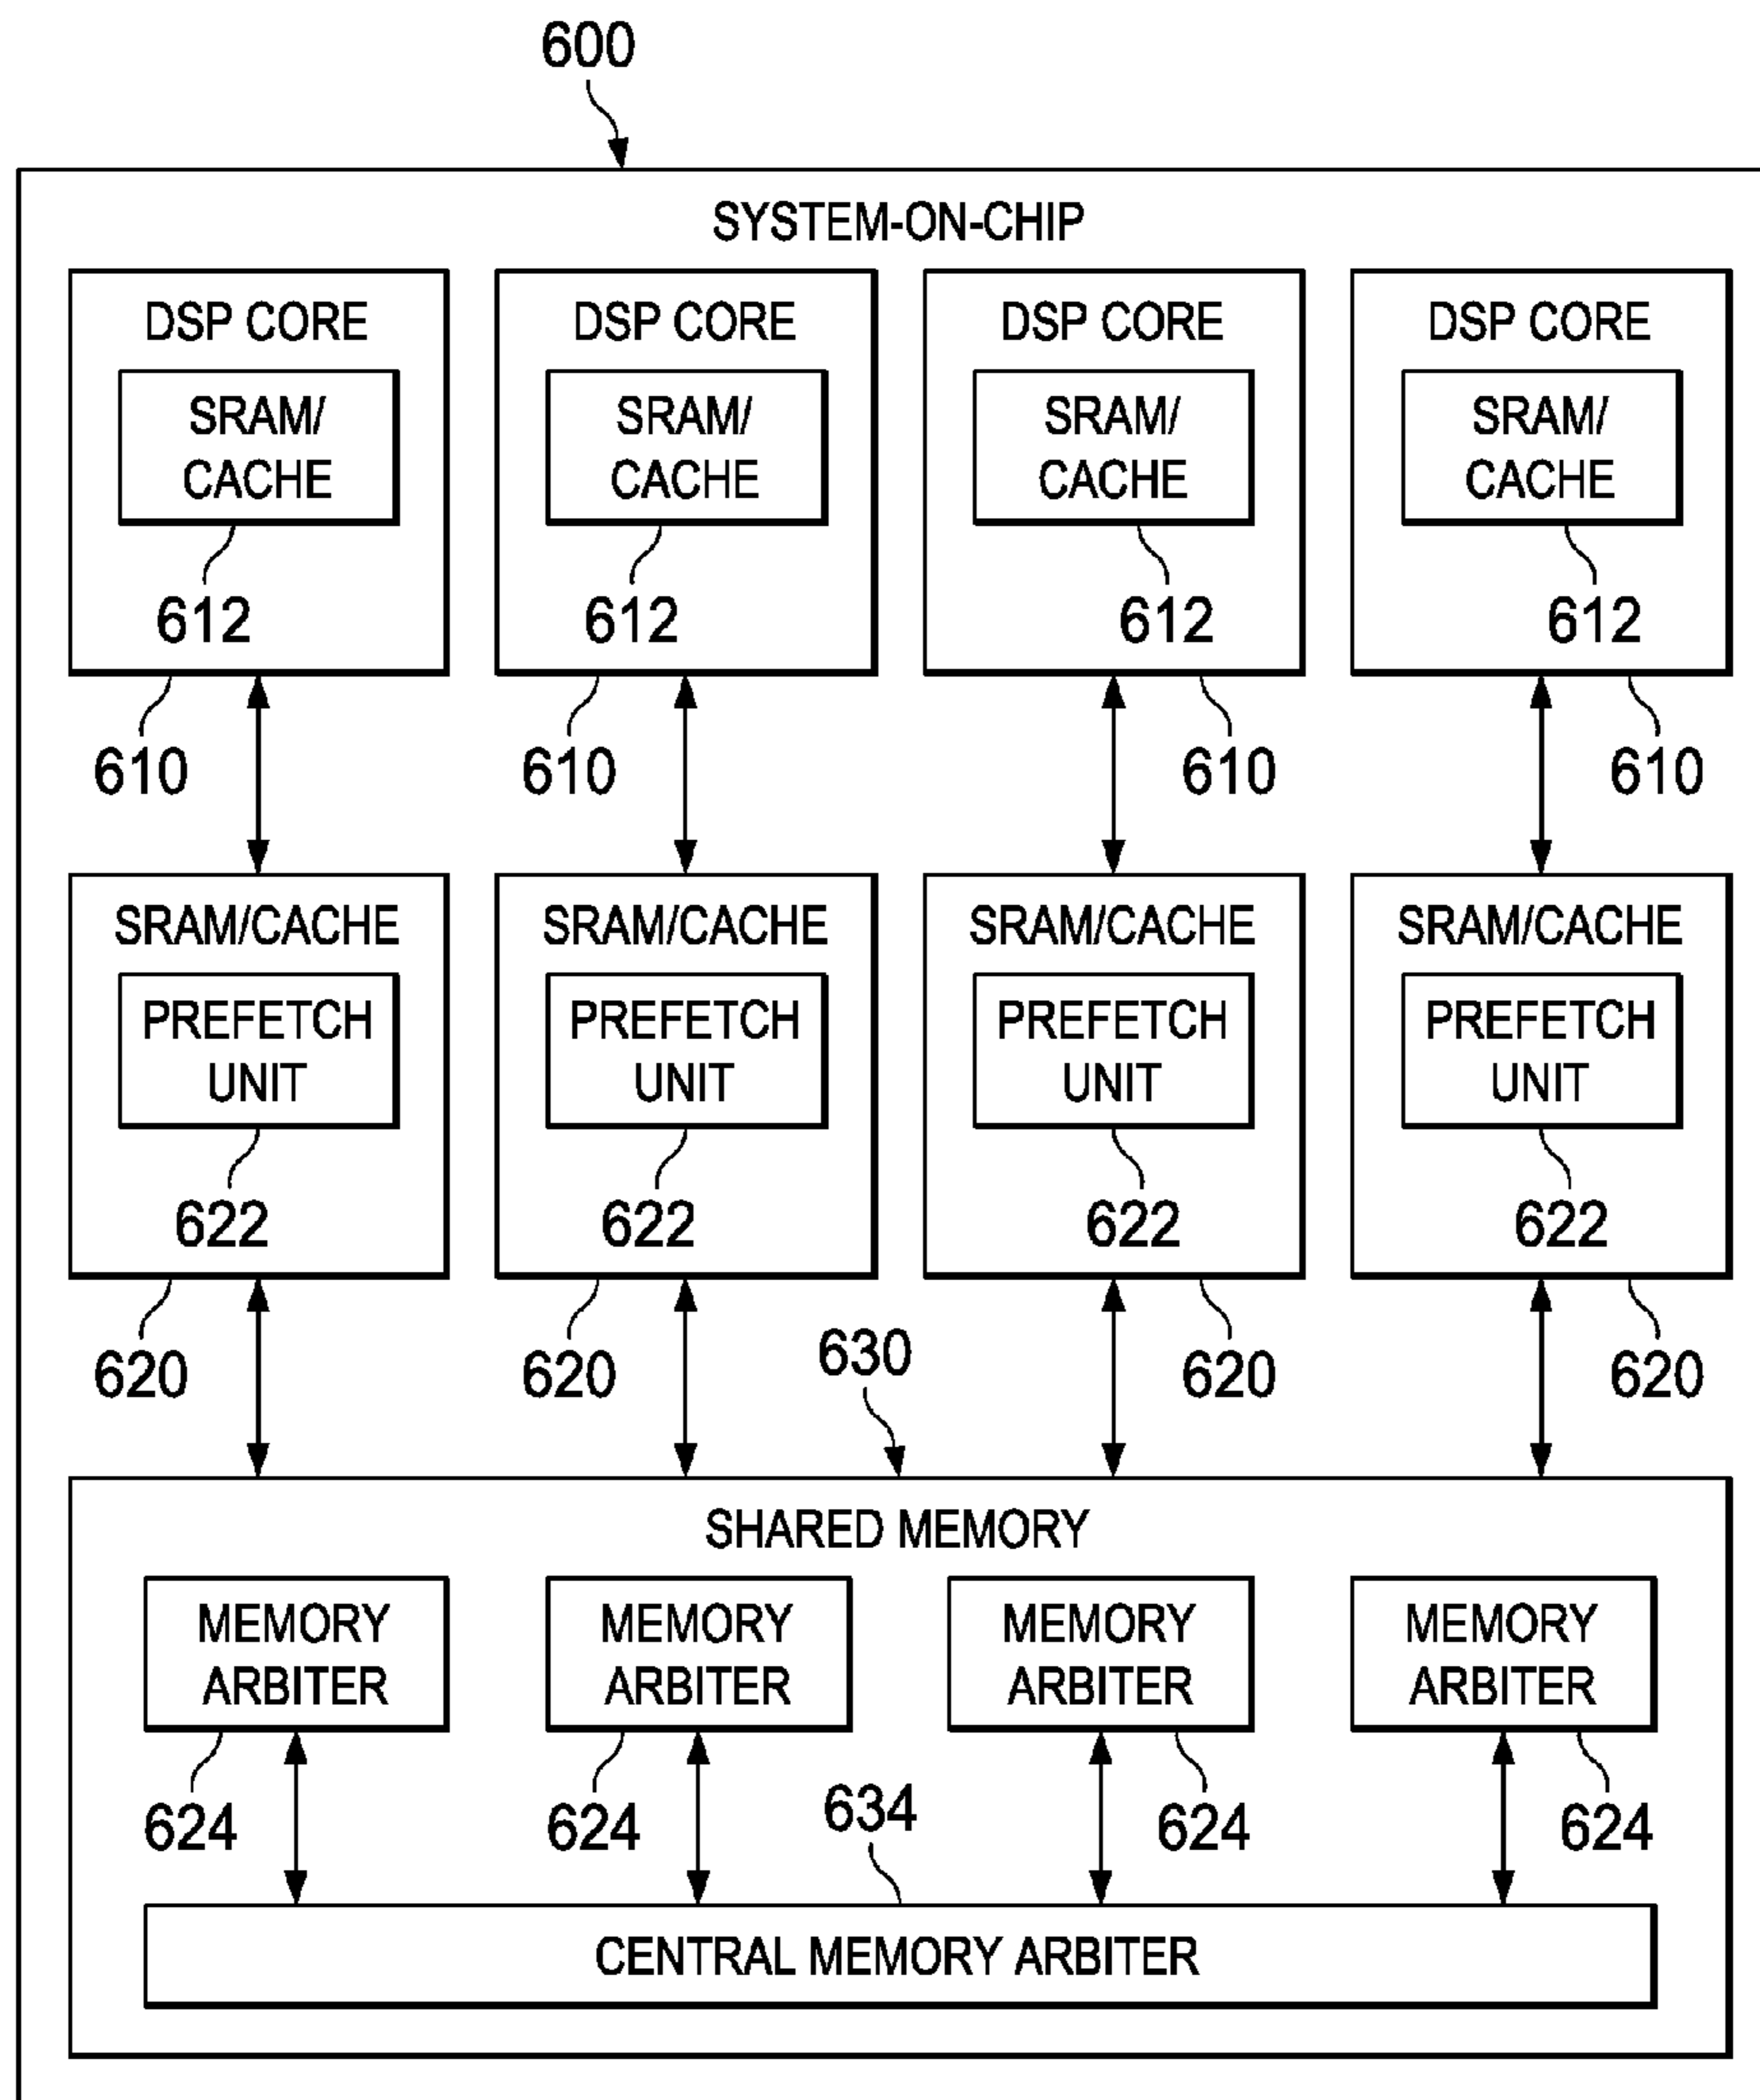 600
SYSTEM-ON-CHIP
DSP CORE
DSP CORE
DSP CORE
DSP CORE
SRAM/
CACHE
SRAM/
CACHE
SRAM/
CACHE
SRAM/
CACHE
612
612
612
612
610
610
610
610
SRAM/CACHE
SRAM/CACHE
SRAM/CACHE
SRAM/CACHE
PREFETCH
UNIT
PREFETCH
UNIT
PREFETCH
UNIT
PREFETCH
UNIT
622
622
622
622
620
620
630
620
620
SHARED MEMORY
MEMORY
ARBITER
MEMORY
ARBITER
MEMORY
ARBITER
MEMORY
ARBITER
624
624
634
624
624
CENTRAL MEMORY ARBITER